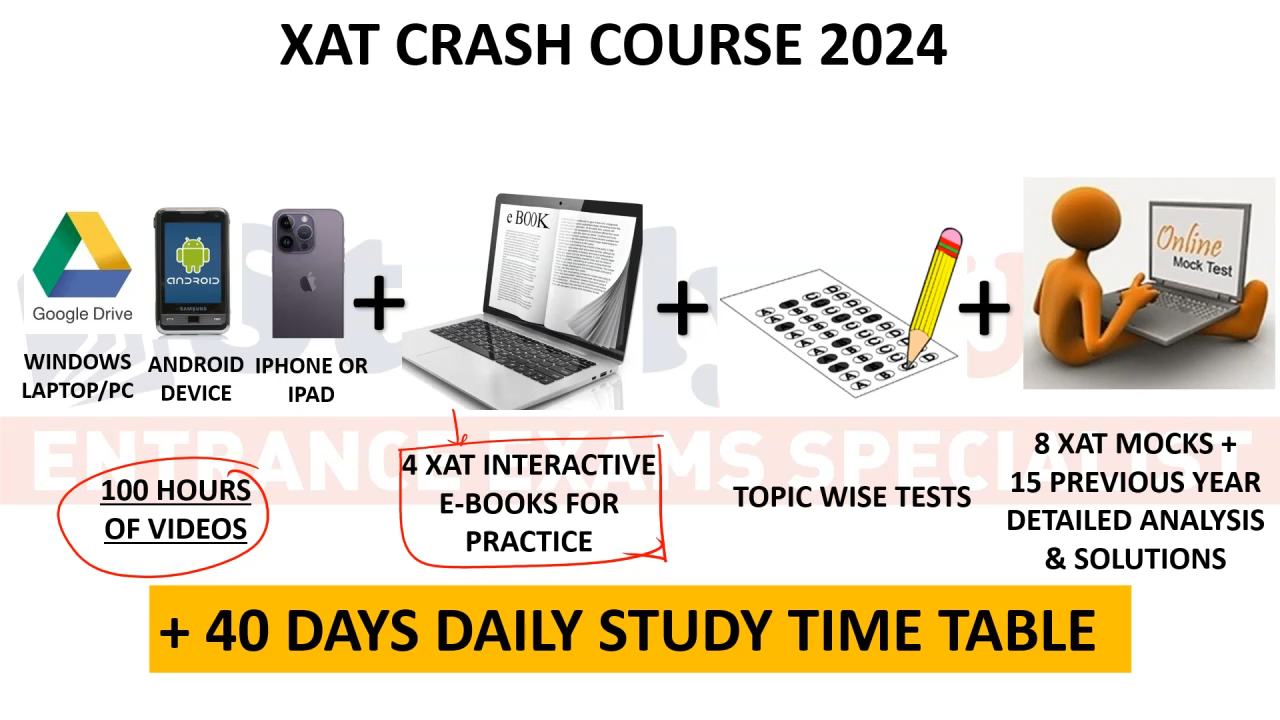 XAT CRASH COURSE 2024
Google Drive
ANDROID
SAMSUNG
e BOOK
Online
Mock Test
WINDOWS
LAPTOP/PC
ANDROID
DEVICE
IPHONE OR
IPAD
+
+
+
ENTRANCE EXAMS SPECIALIST
100 HOURS
OF VIDEOS
4 XAT INTERACTIVE
E-BOOKS FOR
PRACTICE
TOPIC WISE TESTS
8 XAT MOCKS +
15 PREVIOUS YEAR
DETAILED ANALYSIS
& SOLUTIONS
+ 40 DAYS DAILY STUDY TIME TABLE